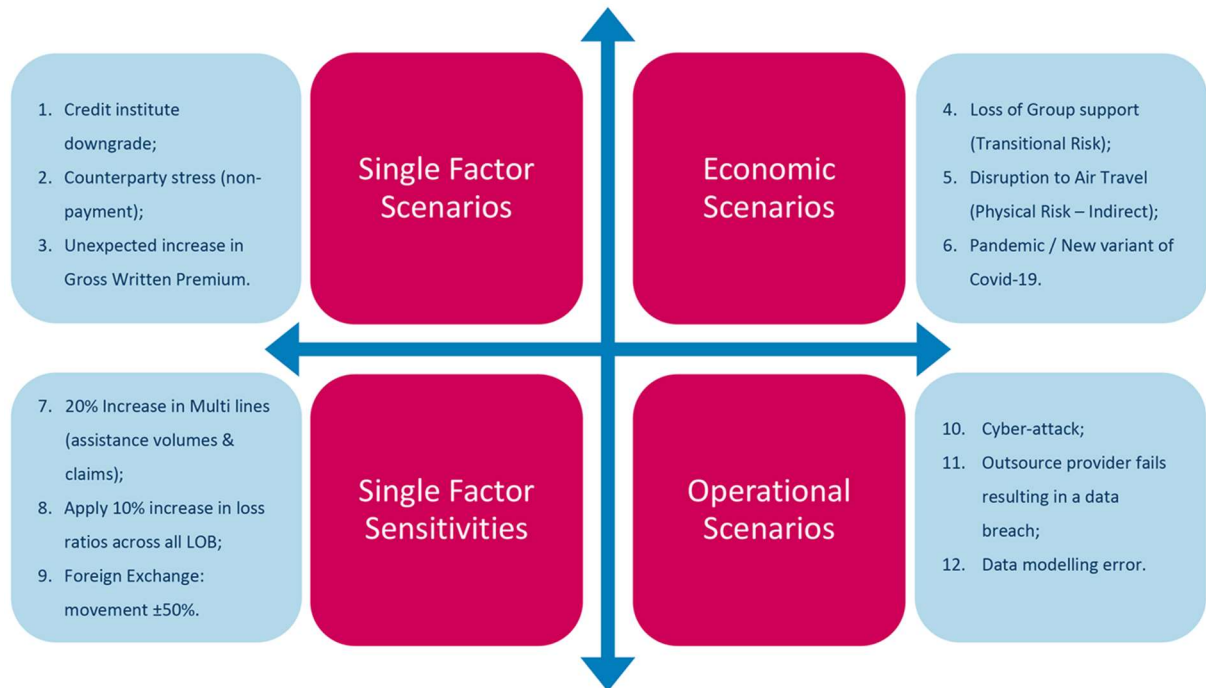 1. Credit institute
downgrade;
2. Counterparty stress (non-
payment);
3. Unexpected increase in
Gross Written Premium.
Single Factor
Scenarios
Economic
Scenarios
4. Loss of Group support
(Transitional Risk);
5. Disruption to Air Travel
(Physical Risk – Indirect);
6. Pandemic / New variant of
Covid-19.
7. 20% Increase in Multi lines
(assistance volumes &
claims);
8. Apply 10% increase in loss
ratios across all LOB;
9. Foreign Exchange:
movement ±50%.
Single Factor
Sensitivities
Operational
Scenarios
10. Cyber-attack;
11. Outsource provider fails
resulting in a data
breach;
12. Data modelling error.